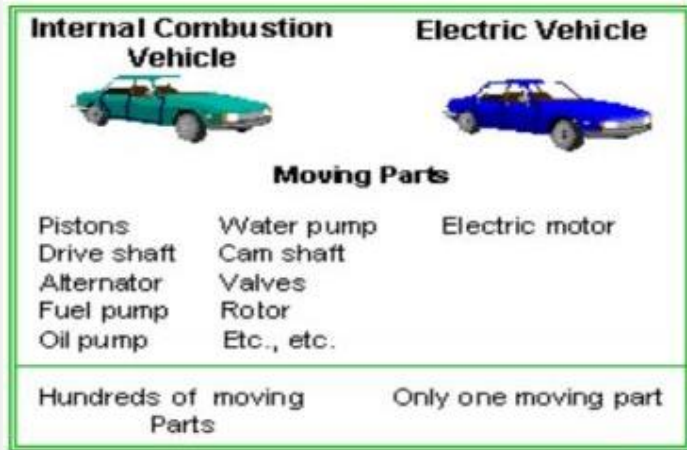 Internal Combustion
Vehicle
Electric Vehicle
Moving Parts
Pistons Water pump Electric motor
Drive shaft Cam shaft
Alternator Valves
Fuel pump Rotor
Oil pump Etc., etc.
Hundreds of moving Only one moving part
Parts